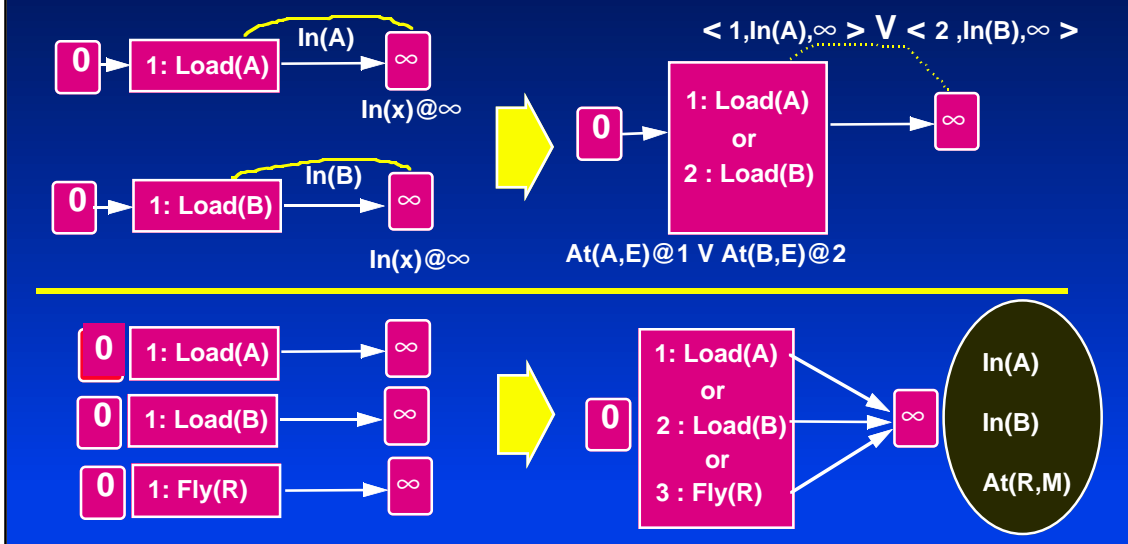 0
1: Load(A)
In(A)
∞
In(x)@∞
0
1: Load(B)
In(B)
∞
In(x)@∞
< 1,In(A),∞ > V < 2 ,In(B),∞ >
0
1: Load(A)
or
2 : Load(B)
∞
At(A,E)@1 V At(B,E)@2
0
1: Load(A)
∞
0
1: Load(B)
∞
0
1: Fly(R)
∞
0
1: Load(A)
or
2 : Load(B)
or
3 : Fly(R)
∞
In(A)
In(B)
At(R,M)